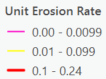 Unit Erosion Rate
0.00 - 0.0099
0.01 - 0.099
0.1 - 0.24